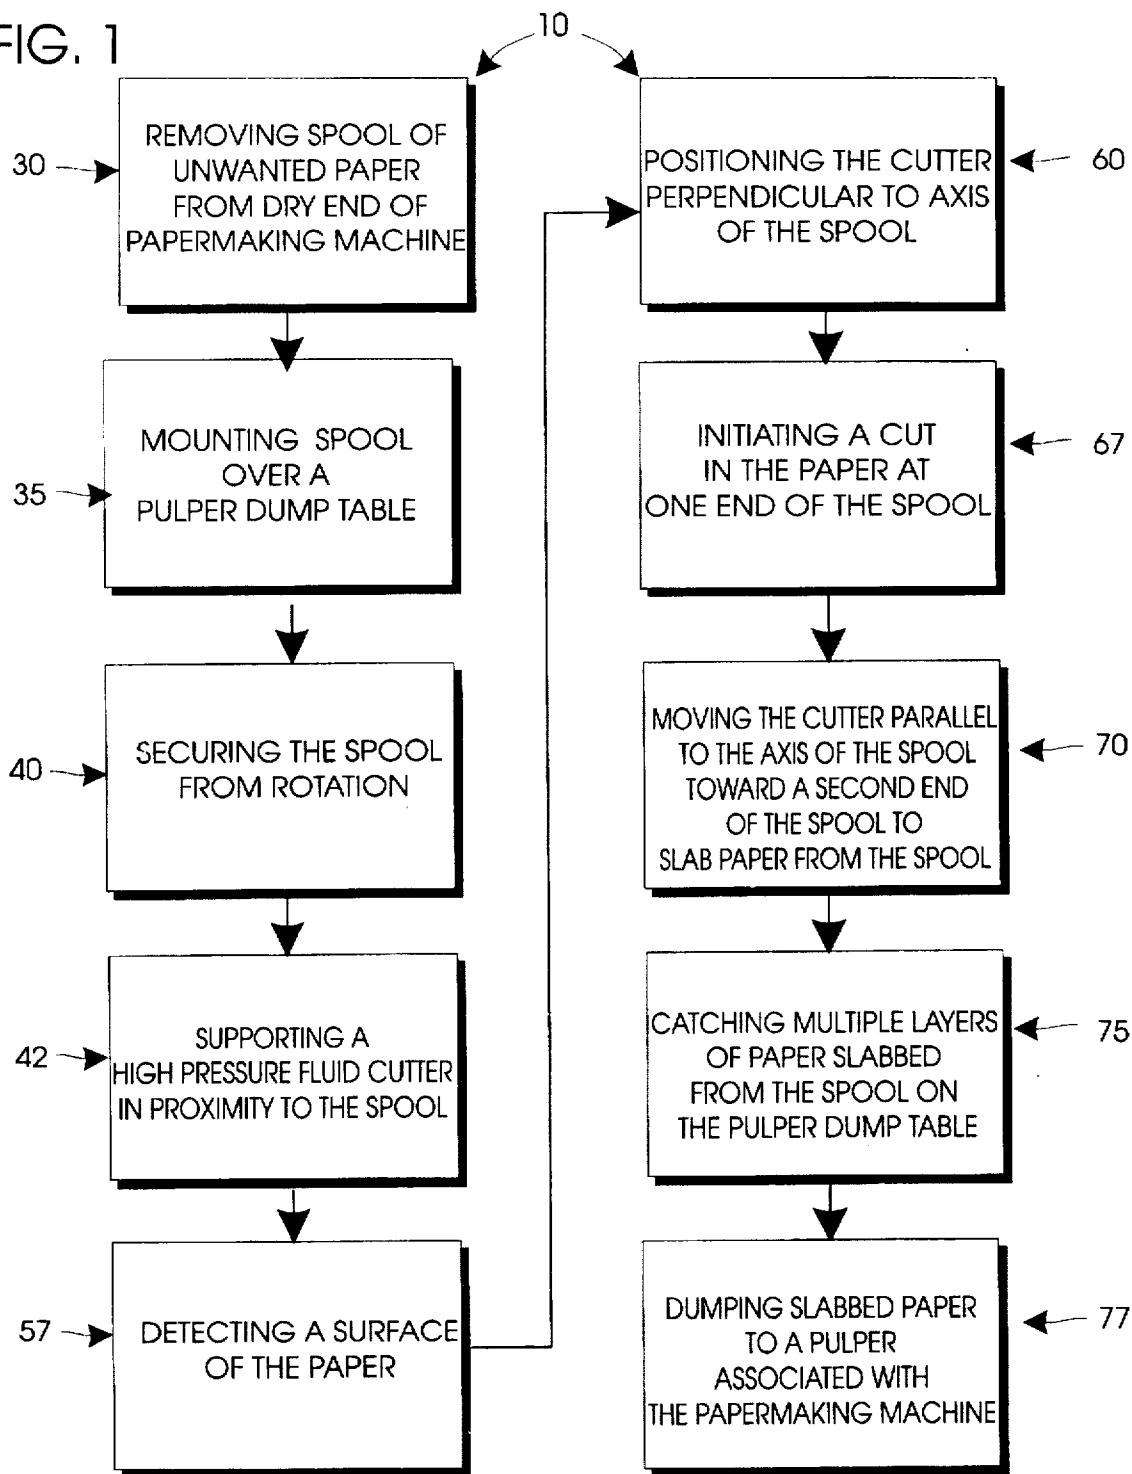 FIG. 1
10
30
REMOVING SPOOL OF
UNWANTED PAPER
FROM DRY END OF
PAPERMAKING MACHINE
35
MOUNTING SPOOL
OVER A
PULPER DUMP TABLE
40
SECURING THE SPOOL
FROM ROTATION
42
SUPPORTING A
HIGH PRESSURE FLUID CUTTER
IN PROXIMITY TO THE SPOOL
57
DETECTING A SURFACE
OF THE PAPER
POSITIONING THE CUTTER
PERPENDICULAR TO AXIS
OF THE SPOOL
60
INITIATING A CUT
IN THE PAPER AT
ONE END OF THE SPOOL
67
MOVING THE CUTTER PARALLEL
TO THE AXIS OF THE SPOOL
TOWARD A SECOND END
OF THE SPOOL TO
SLAB PAPER FROM THE SPOOL
70
CATCHING MULTIPLE LAYERS
OF PAPER SLABBED
FROM THE SPOOL ON
THE PULPER DUMP TABLE
75
DUMPING SLABBED PAPER
TO A PULPER
ASSOCIATED WITH
THE PAPERMAKING MACHINE
77